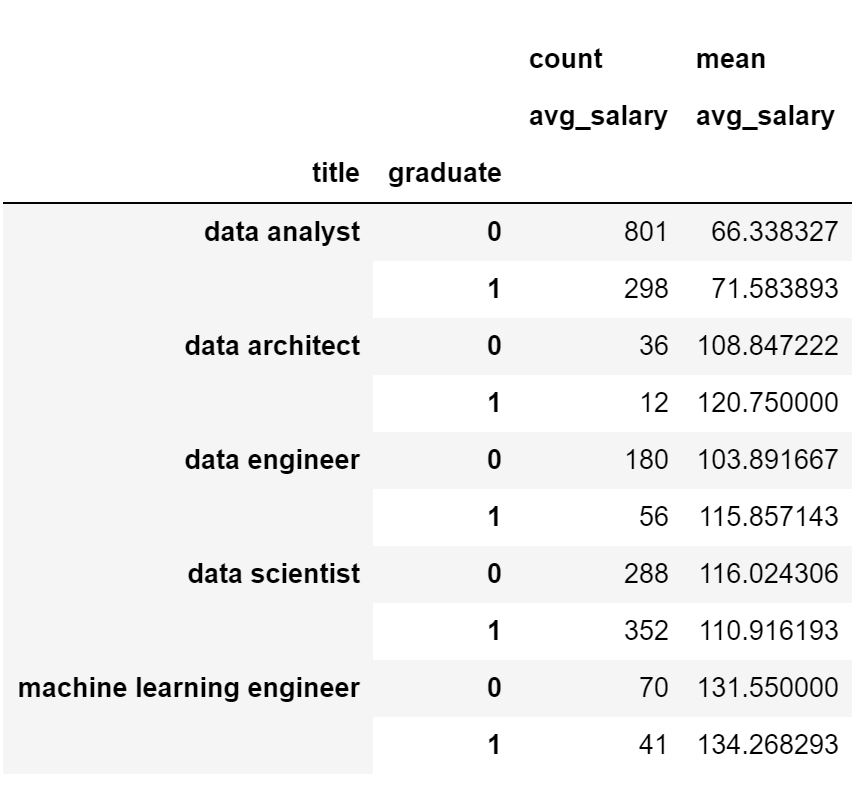 count mean
avg_salary avg_salary
title graduate
data analyst 0 801 66.338327
1 298 71.583893
data architect 0 36 108.847222
1 12 120.750000
data engineer 0 180 103.891667
1 56 115.857143
data scientist 0 288 116.024306
1 352 110.916193
machine learning engineer 0 70 131.550000
1 41 134.268293